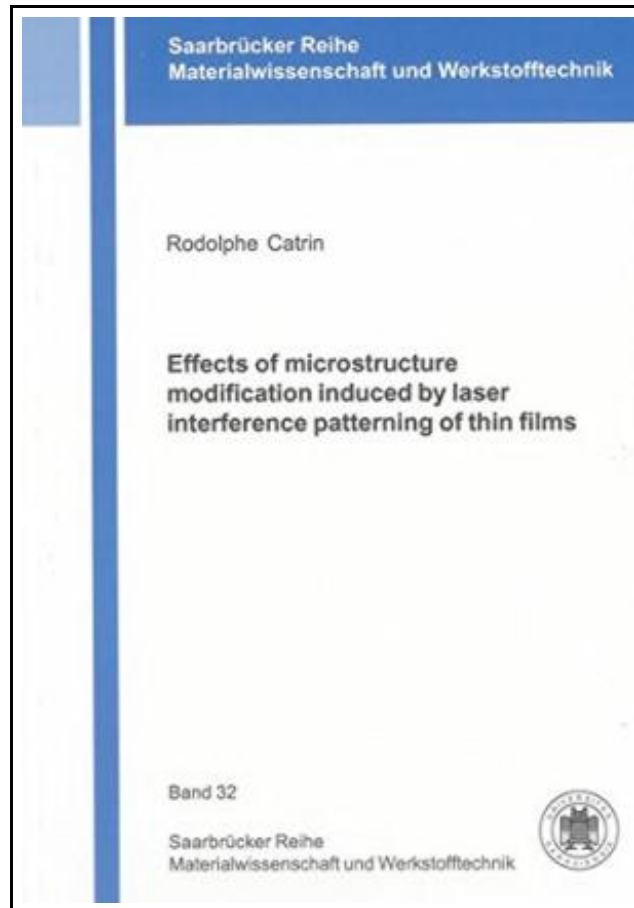 Saarbrücker Reihe
Materialwissenschaft und Werkstofftechnik
Rodolphe Catrin
Effects of microstructure
modification induced by laser
interference patterning of thin films
Band 32
Saarbrücker Reihe
Materialwissenschaft und Werkstofftechnik